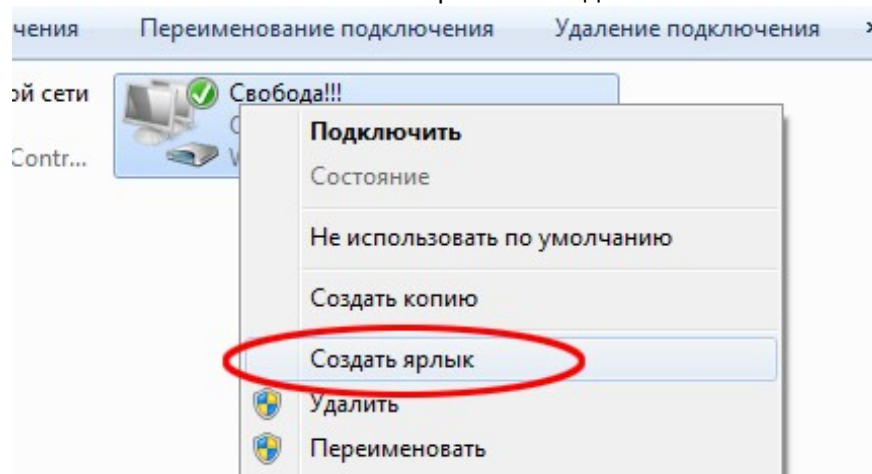 чения Переименование подключения Удаление подключения »
ой сети
Свобода!!!
Contr...
Подключить
Состояние
Не использовать по умолчанию
Создать копию
Создать ярлык
Удалить
Переименовать